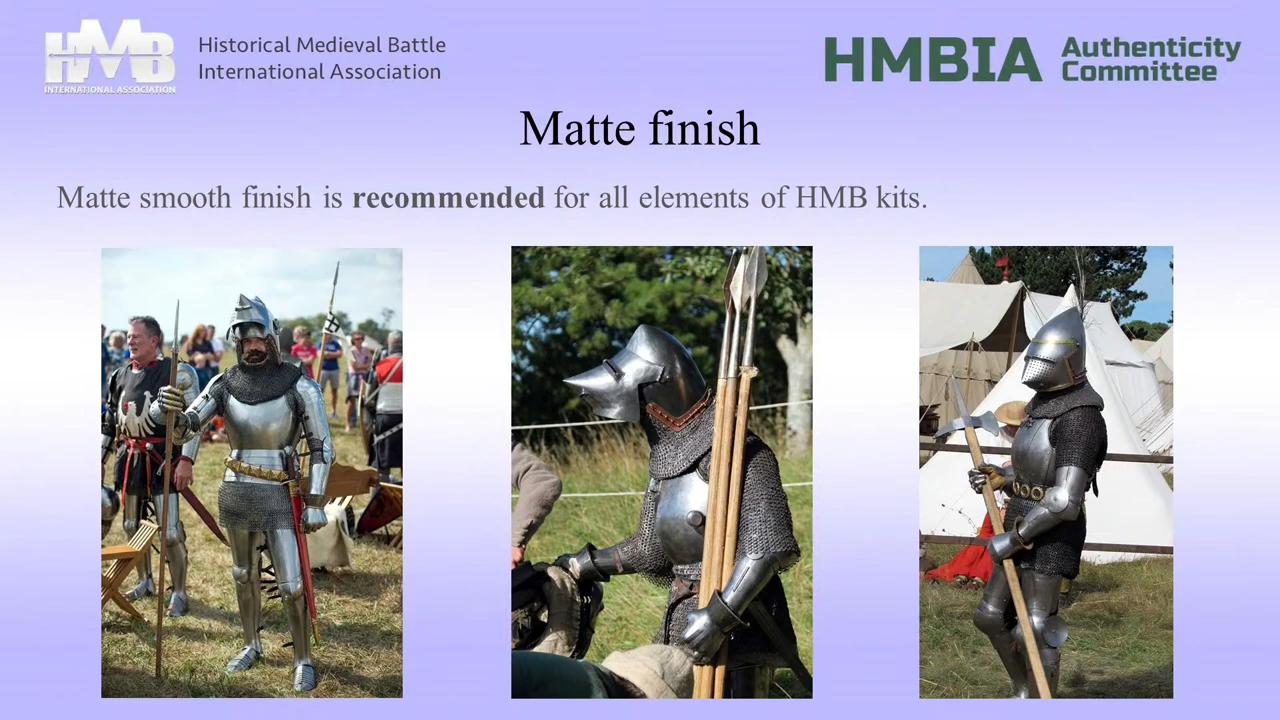 HMB
INTERNATIONAL ASSOCIATION
Historical Medieval Battle
International Association
HMBIA
Authenticity
Committee
Matte finish
Matte smooth finish is recommended for all elements of HMB kits.